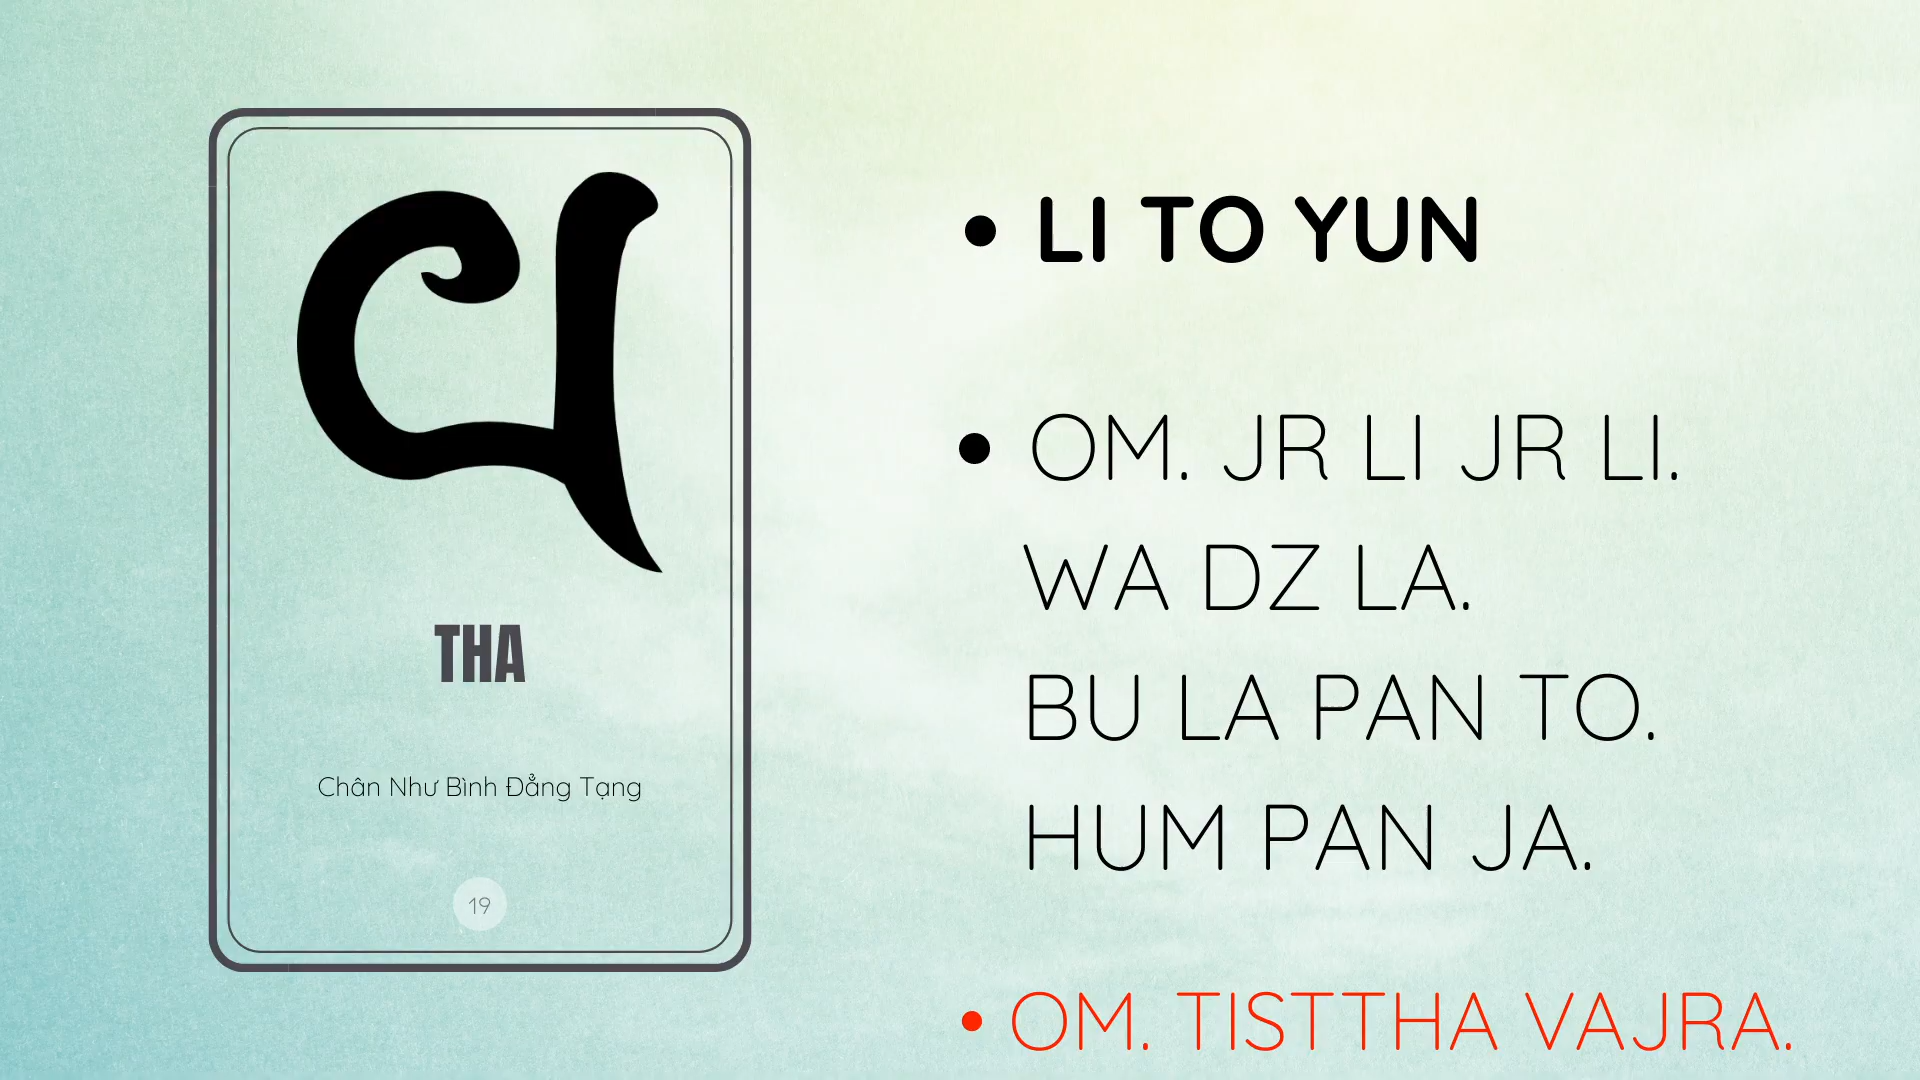 𑖞
THA
Chân Như Bình Đẳng Tạng
19
• LI TO YUN
• OM. JR LI JR LI.
WA DZ LA.
BU LA PAN TO.
HUM PAN JA.
• OM. TISTTHA VAJRA.